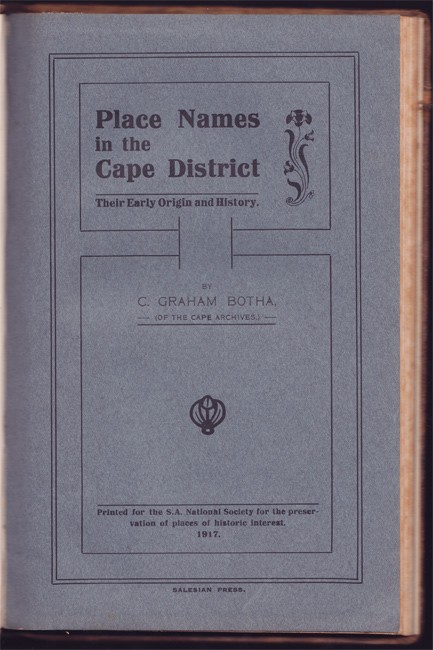 Place Names
in the
Cape District
Their Early Origin and History.
BY
C. GRAHAM BOTHA,
(OF THE CAPE ARCHIVES.)
Printed for the S.A. National Society for the preser-
vation of places of historic interest.
1917.
SALESIAN PRESS.